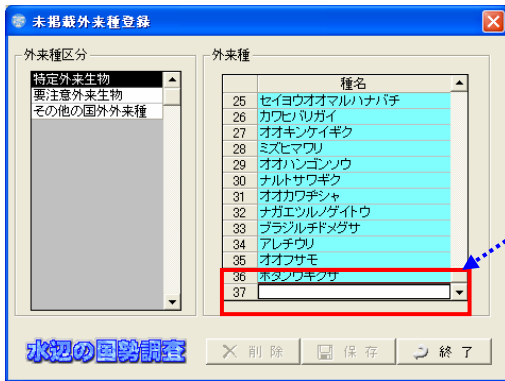 未掲載外来種登録
外来種区分
特定外来生物
要注意外来生物
その他の国外外来種
外来種
種名
25 セイヨウオオマルハナバチ
26 カワヒバリガイ
27 オオキンケイギク
28 ミズヒマワリ
29 オオハンゴンソウ
30 ナルトサワギク
31 オオカワヂシャ
32 ナガエツルノゲイトウ
33 ブラジルチドメグサ
34 アレチウリ
35 オオフサモ
36 ボタンウキクサ
37
水辺の国勢調査
削除
保存
終了